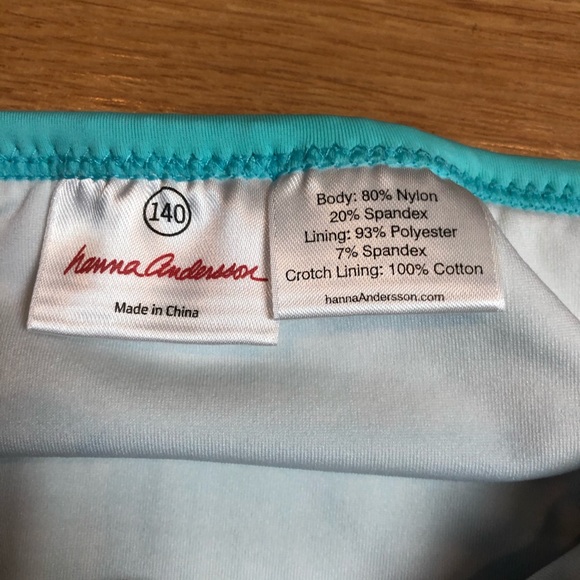 140
hanna Andersson
Made in China
Body: 80% Nylon
20% Spandex
Lining: 93% Polyester
7% Spandex
Crotch Lining: 100% Cotton
hannaAndersson.com